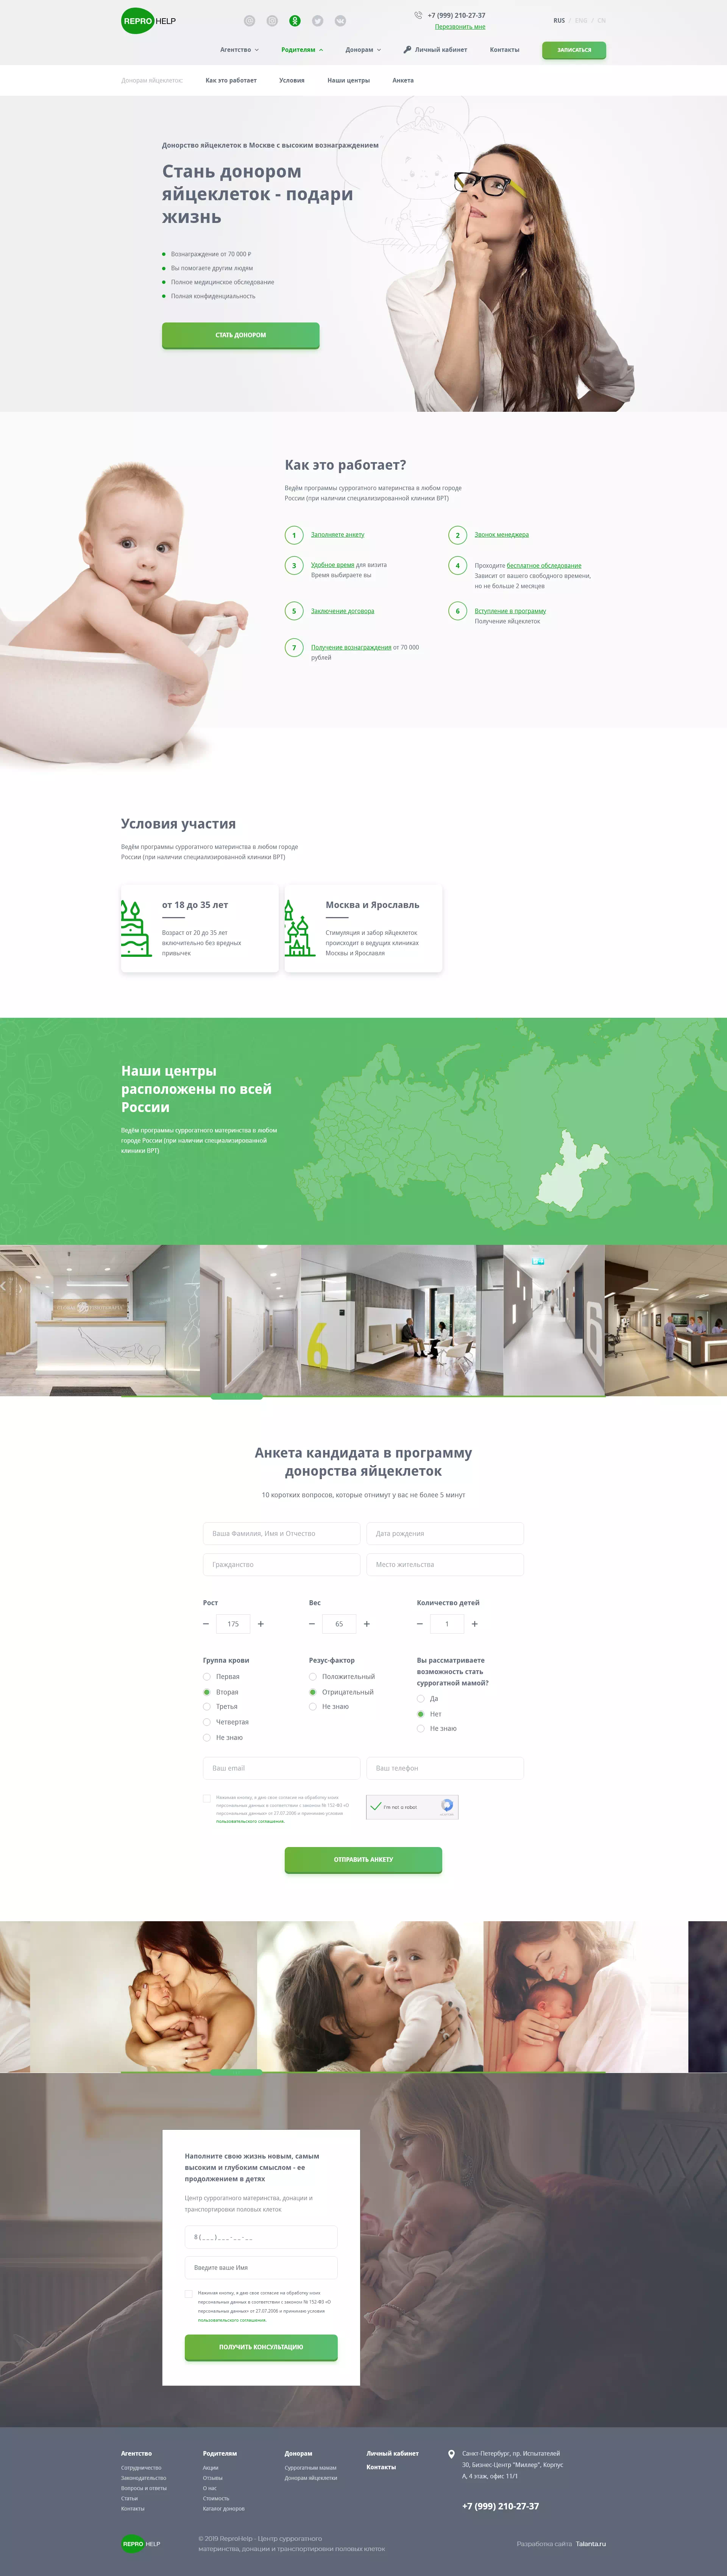 REPRO HELP
+7 (999) 210-27-37
Перезвонить мне
RUS / ENG / CN
Агентство
Родителям
Донорам
Личный кабинет
Контакты
ЗАПИСАТЬСЯ
Донорам яйцеклеток:
Как это работает
Условия
Наши центры
Анкета
Донорство яйцеклеток в Москве с высоким вознаграждением
Стань донором
яйцеклеток - подари
жизнь
Вознаграждение от 70 000 ₽
Вы помогаете другим людям
Полное медицинское обследование
Полная конфиденциальность
СТАТЬ ДОНОРОМ
Как это работает?
Ведём программы суррогатного материнства в любом городе
России (при наличии специализированной клиники ВРТ)
1 Заполняете анкету
2 Звонок менеджера
3 Удобное время для визита
Время выбираете вы
4 Проходите бесплатное обследование
Зависит от вашего свободного времени,
но не больше 2 месяцев
5 Заключение договора
6 Вступление в программу
Получение яйцеклеток
7 Получение вознаграждения от 70 000
рублей
Условия участия
Ведём программы суррогатного материнства в любом городе
России (при наличии специализированной клиники ВРТ)
от 18 до 35 лет
Возраст от 20 до 35 лет
включительно без вредных
привычек
Москва и Ярославль
Стимуляция и забор яйцеклеток
происходит в ведущих клиниках
Москвы и Ярославля
Наши центры
расположены по всей
России
Ведём программы суррогатного материнства в любом
городе России (при наличии специализированной
клиники ВРТ)
6
Анкета кандидата в программу
донорства яйцеклеток
10 коротких вопросов, которые отнимут у вас не более 5 минут
Ваша Фамилия, Имя и Отчество
Дата рождения
Гражданство
Место жительства
Рост
− 175 +
Вес
− 65 +
Количество детей
− 1 +
Группа крови
Первая
Вторая
Третья
Четвертая
Не знаю
Резус-фактор
Положительный
Отрицательный
Не знаю
Вы рассматриваете
возможность стать
суррогатной мамой?
Да
Нет
Не знаю
Ваш email
Ваш телефон
Нажимая кнопку, я даю свое согласие на обработку моих
персональных данных в соответствии с законом № 152-ФЗ «О
персональных данных» от 27.07.2006 и принимаю условия
пользовательского соглашения.
I'm not a robot
ОТПРАВИТЬ АНКЕТУ
Наполните свою жизнь новым, самым
высоким и глубоким смыслом - ее
продолжением в детях
Центр суррогатного материнства, донации и
транспортировки половых клеток
8 (_ _ _) _ _ _ - _ _ - _ _
Введите ваше Имя
Нажимая кнопку, я даю свое согласие на обработку моих
персональных данных в соответствии с законом № 152-ФЗ «О
персональных данных» от 27.07.2006 и принимаю условия
пользовательского соглашения.
ПОЛУЧИТЬ КОНСУЛЬТАЦИЮ
Агентство
Сотрудничество
Законодательство
Вопросы и ответы
Статьи
Контакты
Родителям
Акции
Отзывы
О нас
Стоимость
Каталог доноров
Донорам
Суррогатным мамам
Донорам яйцеклетки
Личный кабинет
Контакты
Санкт-Петербург, пр. Испытателей
30, Бизнес-Центр "Миллер", Корпус
А, 4 этаж, офис 11/1
+7 (999) 210-27-37
REPRO HELP
© 2019 ReproHelp - Центр суррогатного
материнства, донации и транспортировки половых клеток
Разработка сайта Talanta.ru